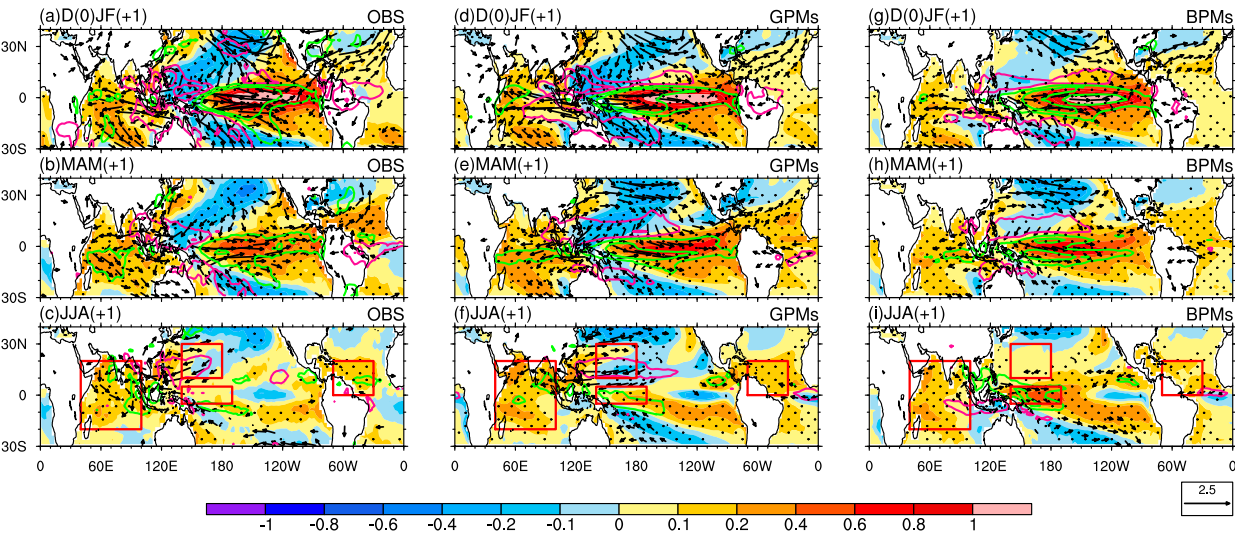 (a)D(0)JF(+1) OBS (d)D(0)JF(+1) GPMs (g)D(0)JF(+1) BPMs
30N
0
30S
(b)MAM(+1) OBS (e)MAM(+1) GPMs (h)MAM(+1) BPMs
30N
0
30S
(c)JJA(+1) OBS (f)JJA(+1) GPMs (i)JJA(+1) BPMs
30N
0
30S
0 60E 120E 180 120W 60W 0 0 60E 120E 180 120W 60W 0 0 60E 120E 180 120W 60W 0
2.5
-1 -0.8 -0.6 -0.4 -0.2 -0.1 0 0.1 0.2 0.4 0.6 0.8 1